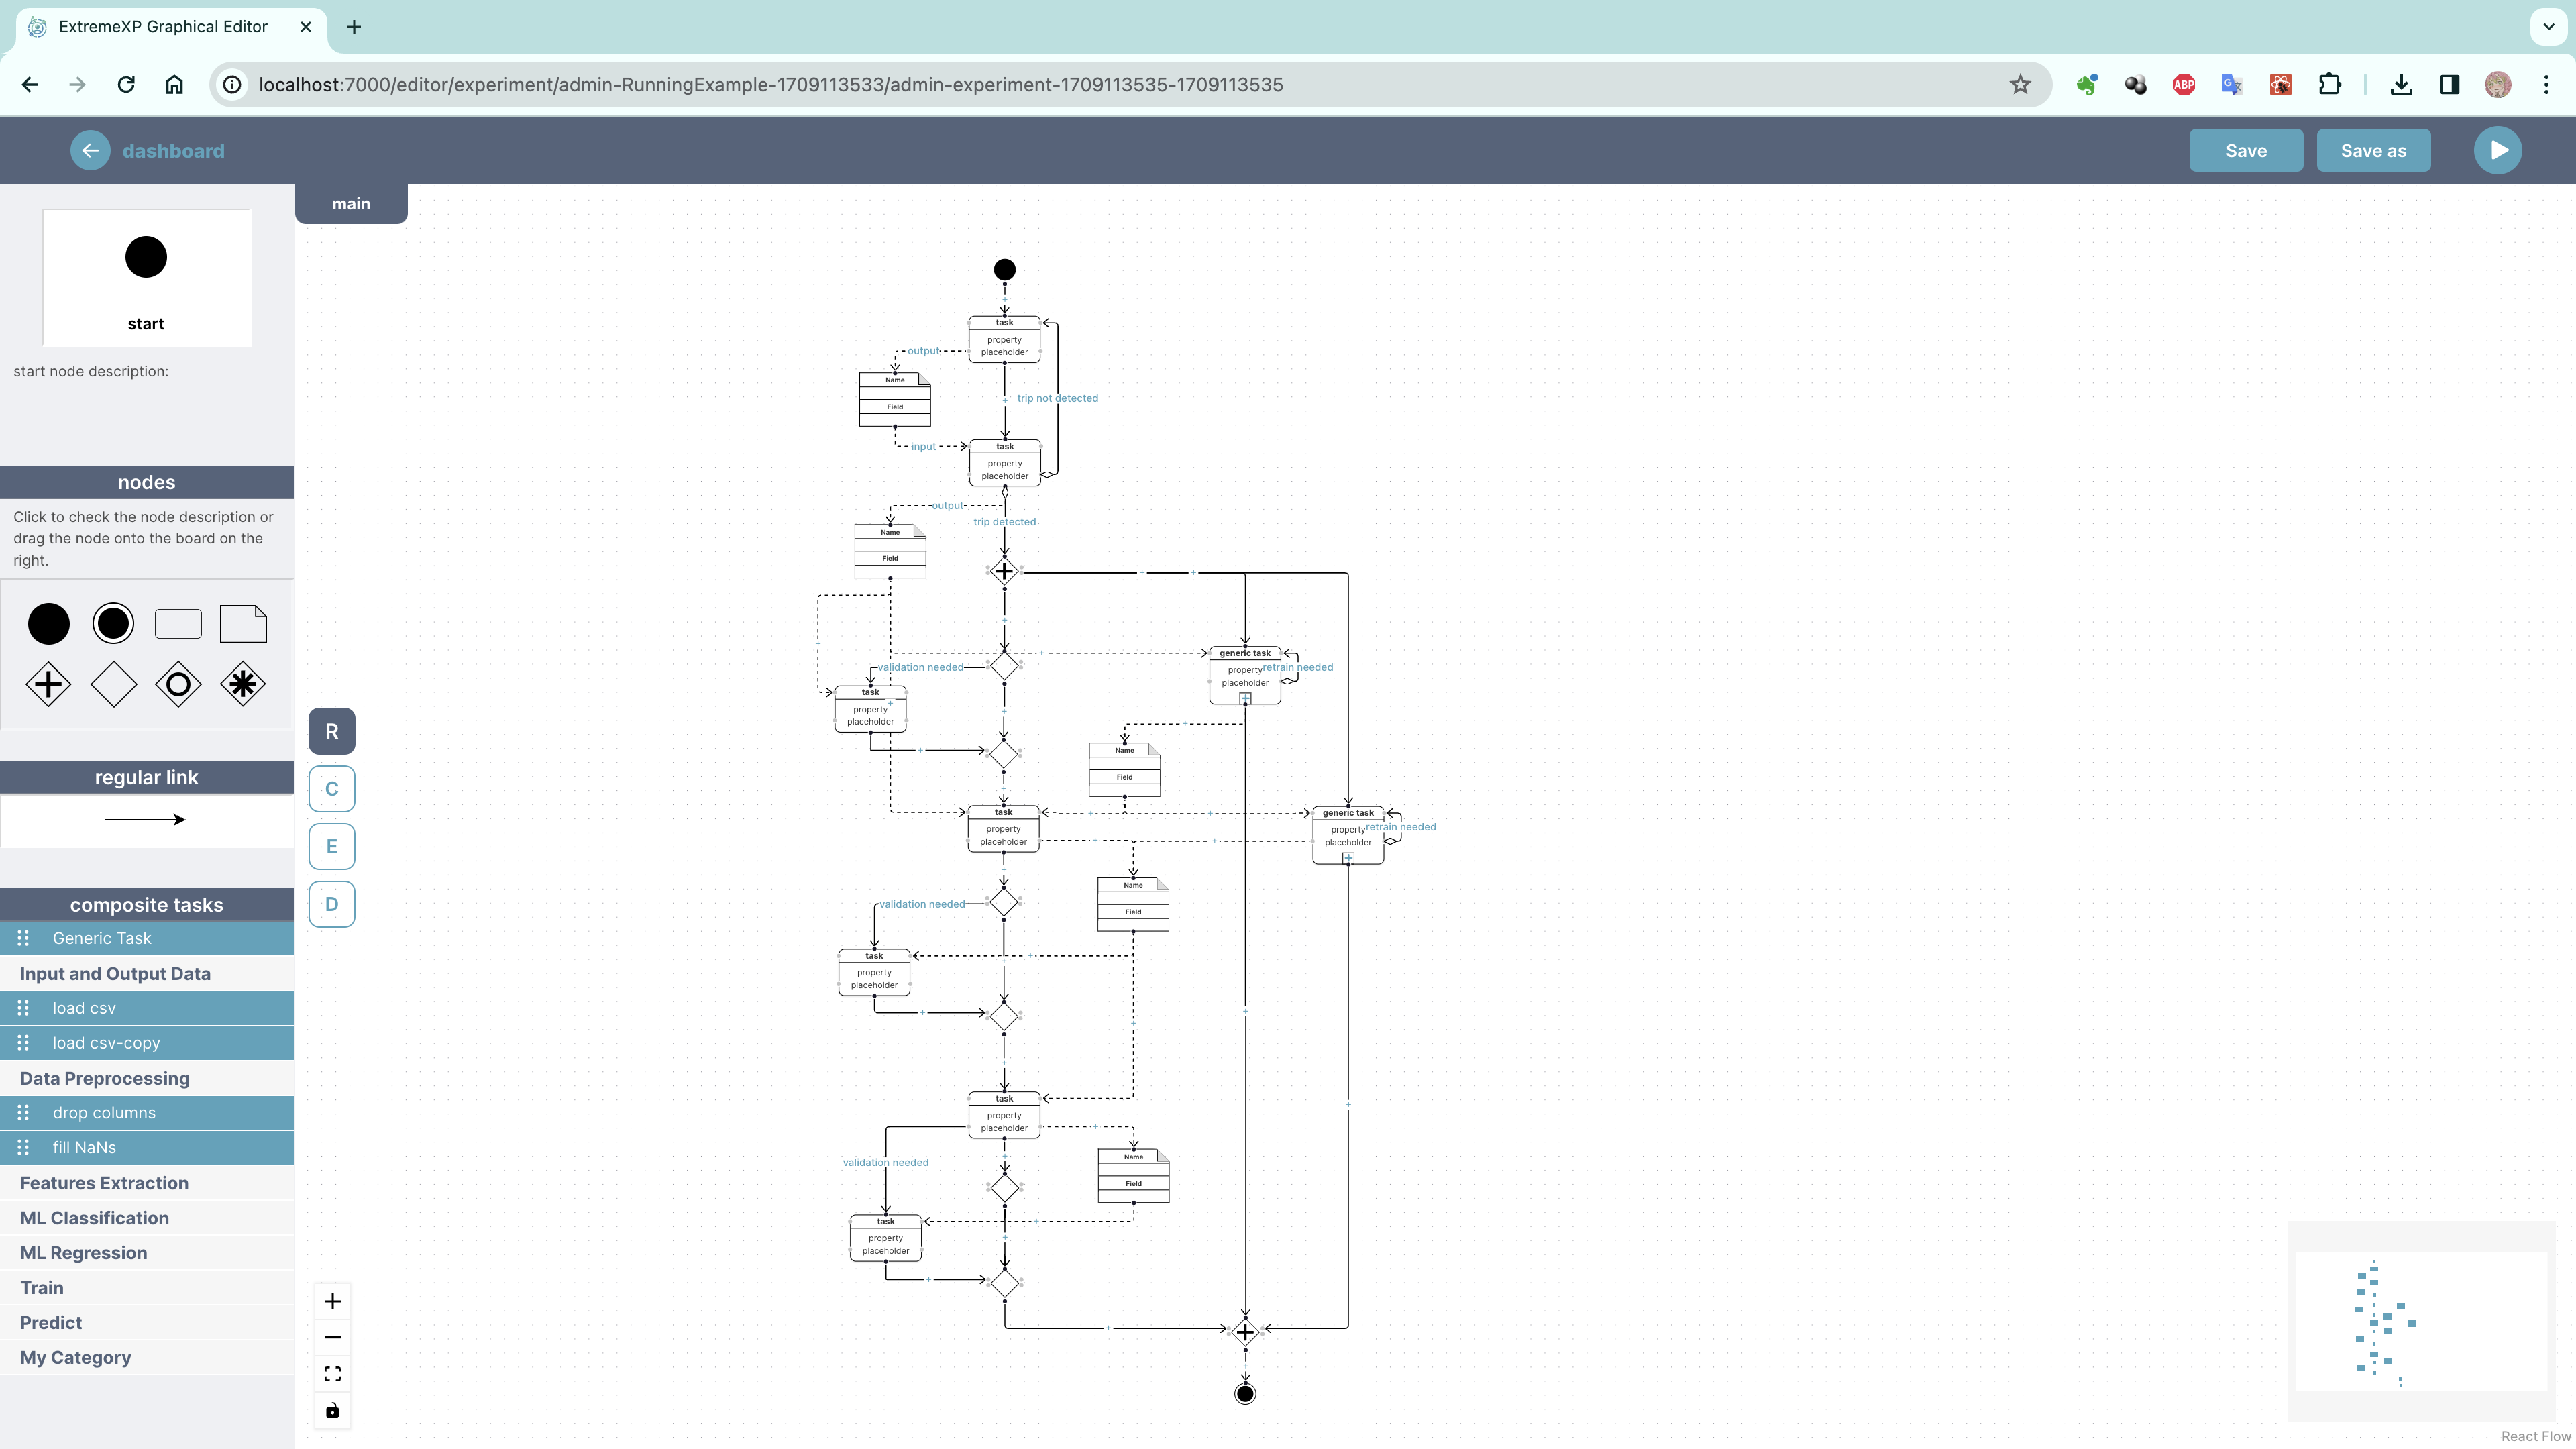 ExtremeXP Graphical Editor
localhost:7000/editor/experiment/admin-RunningExample-1709113533/admin-experiment-1709113535-1709113535
ABP
dashboard
Save
Save as
start
start node description:
nodes
Click to check the node description or
drag the node onto the board on the
right.
regular link
composite tasks
Generic Task
Input and Output Data
load csv
load csv-copy
Data Preprocessing
drop columns
fill NaNs
Features Extraction
ML Classification
ML Regression
Train
Predict
My Category
main
R
C
E
D
task
property
placeholder
output
Name
Field
trip not detected
input
task
property
placeholder
output
trip detected
Name
Field
generic task
property
placeholder
retrain needed
validation needed
task
property
placeholder
Name
Field
task
property
placeholder
generic task
property
placeholder
retrain needed
Name
Field
validation needed
task
property
placeholder
task
property
placeholder
Name
Field
validation needed
task
property
placeholder
React Flow